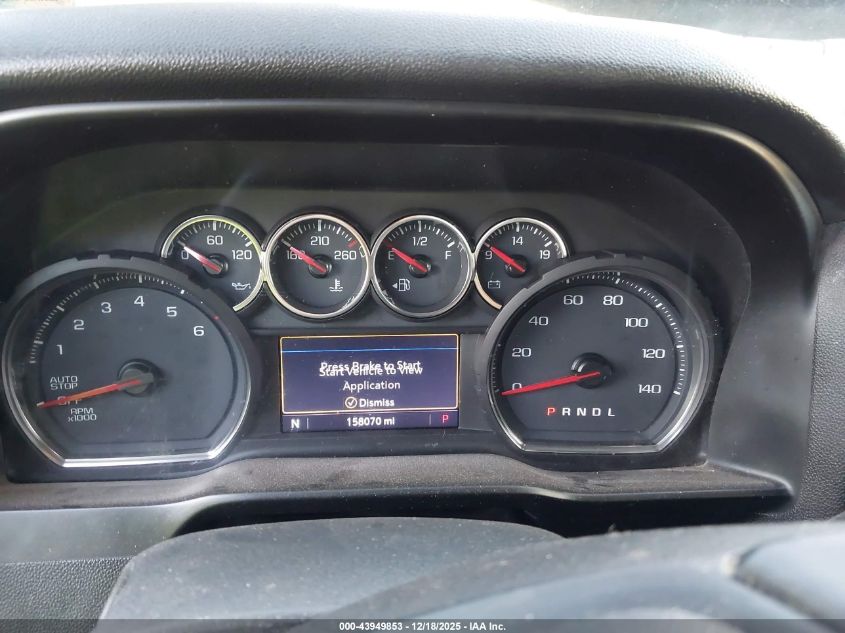 0 60 120
160 210 260
E 1/2 F
9 14 19
1 2 3 4 5 6
AUTO
STOP
OFF
RPM
x1000
Press Brake to Start
Start Vehicle to View
Application
Dismiss
N 158070 mi P
0 20 40 60 80 100 120 140
P R N D L
000-43949853 - 12/18/2025 - IAA Inc.